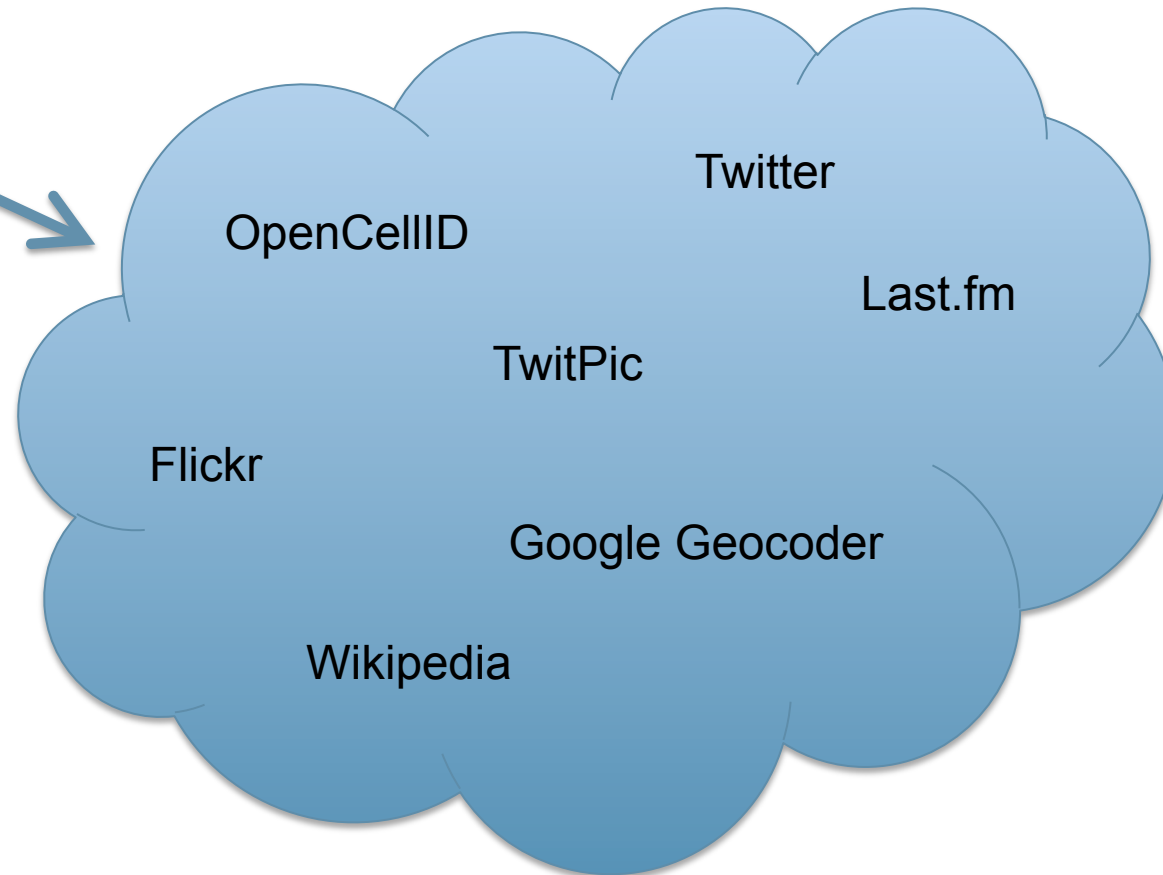 Twitter
OpenCellID
Last.fm
TwitPic
Flickr
Google Geocoder
Wikipedia